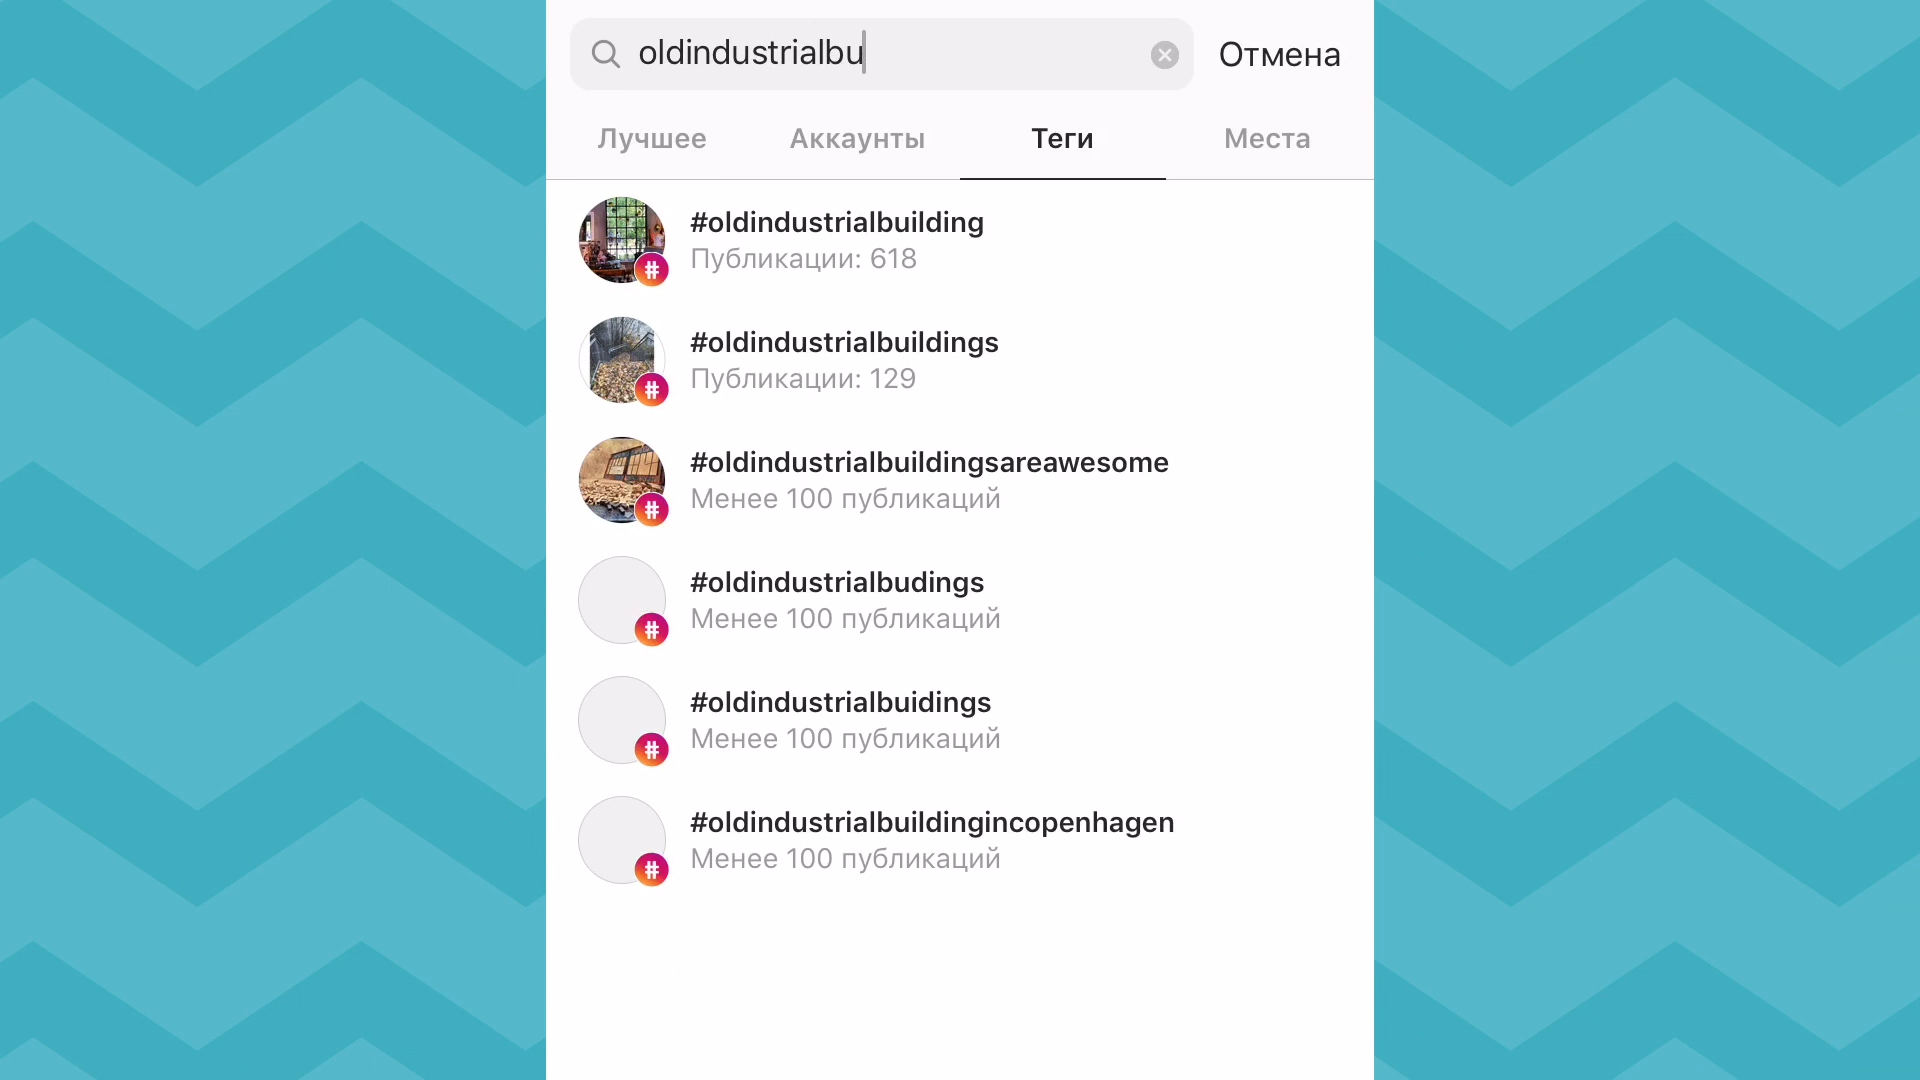 oldindustrialbu
Отмена
Лучшее
Аккаунты
Теги
Места
#oldindustrialbuilding
Публикации: 618
#oldindustrialbuildings
Публикации: 129
#oldindustrialbuildingsareawesome
Менее 100 публикаций
#oldindustrialbudings
Менее 100 публикаций
#oldindustrialbuidings
Менее 100 публикаций
#oldindustrialbuildingincopenhagen
Менее 100 публикаций